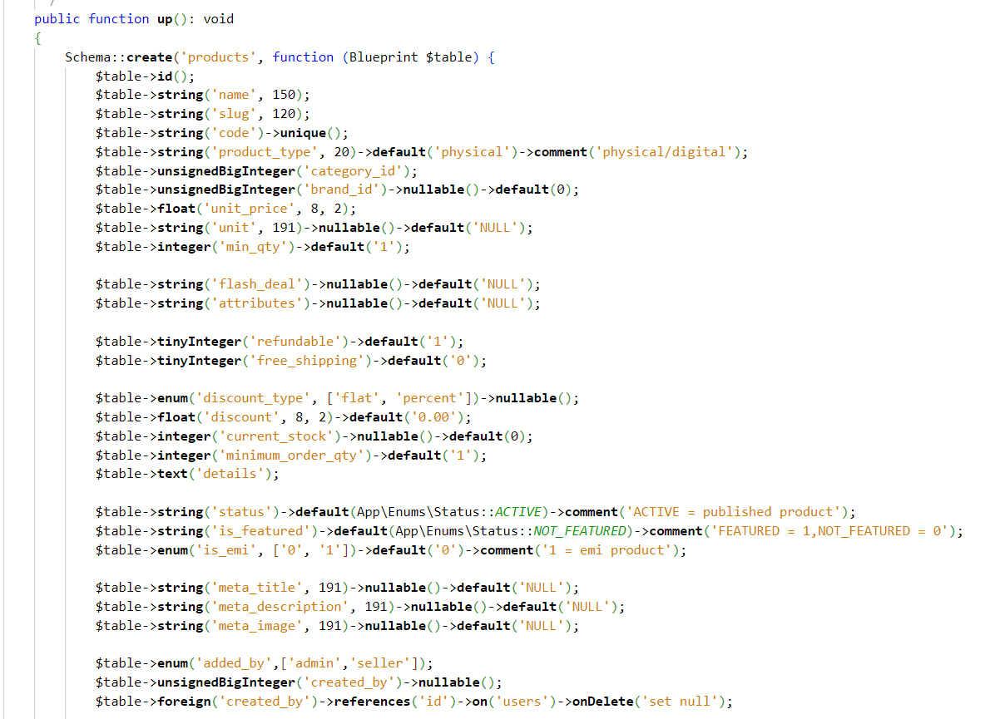 public function up(): void
{
Schema::create('products', function (Blueprint $table) {
$table->id();
$table->string('name', 150);
$table->string('slug', 120);
$table->string('code')->unique();
$table->string('product_type', 20)->default('physical')->comment('physical/digital');
$table->unsignedBigInteger('category_id');
$table->unsignedBigInteger('brand_id')->nullable()->default(0);
$table->float('unit_price', 8, 2);
$table->string('unit', 191)->nullable()->default('NULL');
$table->integer('min_qty')->default('1');
$table->string('flash_deal')->nullable()->default('NULL');
$table->string('attributes')->nullable()->default('NULL');
$table->tinyInteger('refundable')->default('1');
$table->tinyInteger('free_shipping')->default('0');
$table->enum('discount_type', ['flat', 'percent'])->nullable();
$table->float('discount', 8, 2)->default('0.00');
$table->integer('current_stock')->nullable()->default(0);
$table->integer('minimum_order_qty')->default('1');
$table->text('details');
$table->string('status')->default(App\Enums\Status::ACTIVE)->comment('ACTIVE = published product');
$table->string('is_featured')->default(App\Enums\Status::NOT_FEATURED)->comment('FEATURED = 1,NOT_FEATURED = 0');
$table->enum('is_emi', ['0', '1'])->default('0')->comment('1 = emi product');
$table->string('meta_title', 191)->nullable()->default('NULL');
$table->string('meta_description', 191)->nullable()->default('NULL');
$table->string('meta_image', 191)->nullable()->default('NULL');
$table->enum('added_by',['admin','seller']);
$table->unsignedBigInteger('created_by')->nullable();
$table->foreign('created_by')->references('id')->on('users')->onDelete('set null');